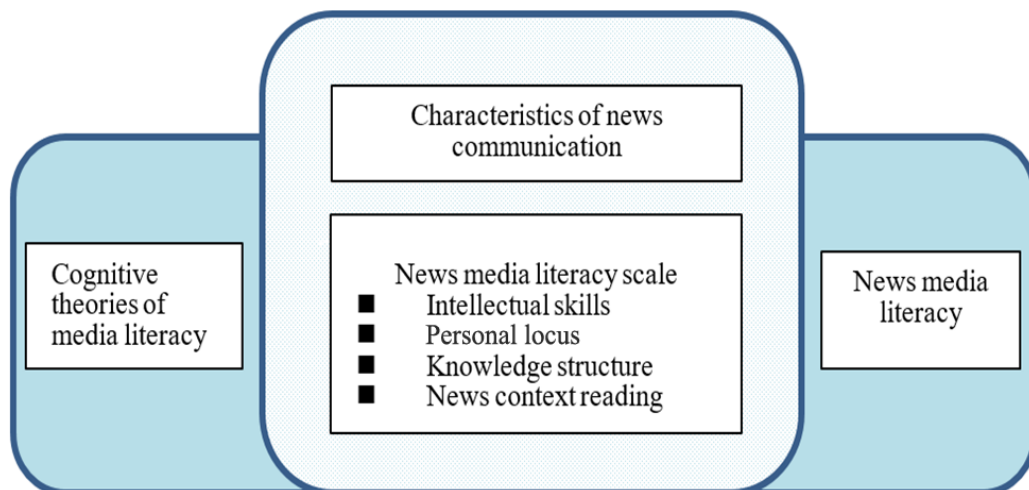 Characteristics of news
communication
Cognitive
theories of
media literacy
News media literacy scale
■ Intellectual skills
■ Personal locus
■ Knowledge structure
■ News context reading
News media
literacy